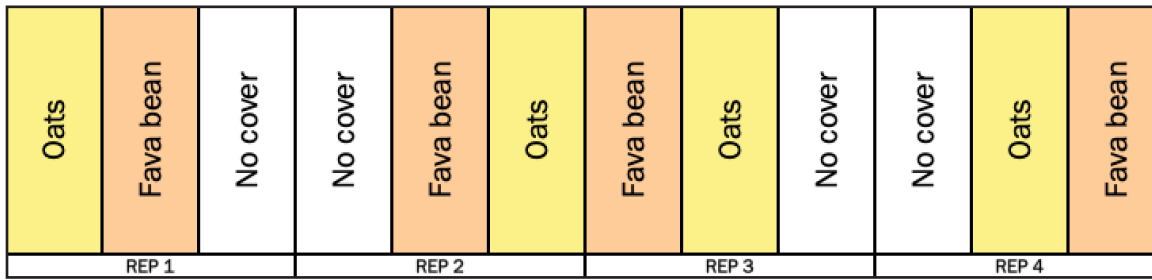 Oats
Fava bean
No cover
No cover
Fava bean
Oats
Fava bean
Oats
No cover
No cover
Oats
Fava bean
REP 1
REP 2
REP 3
REP 4